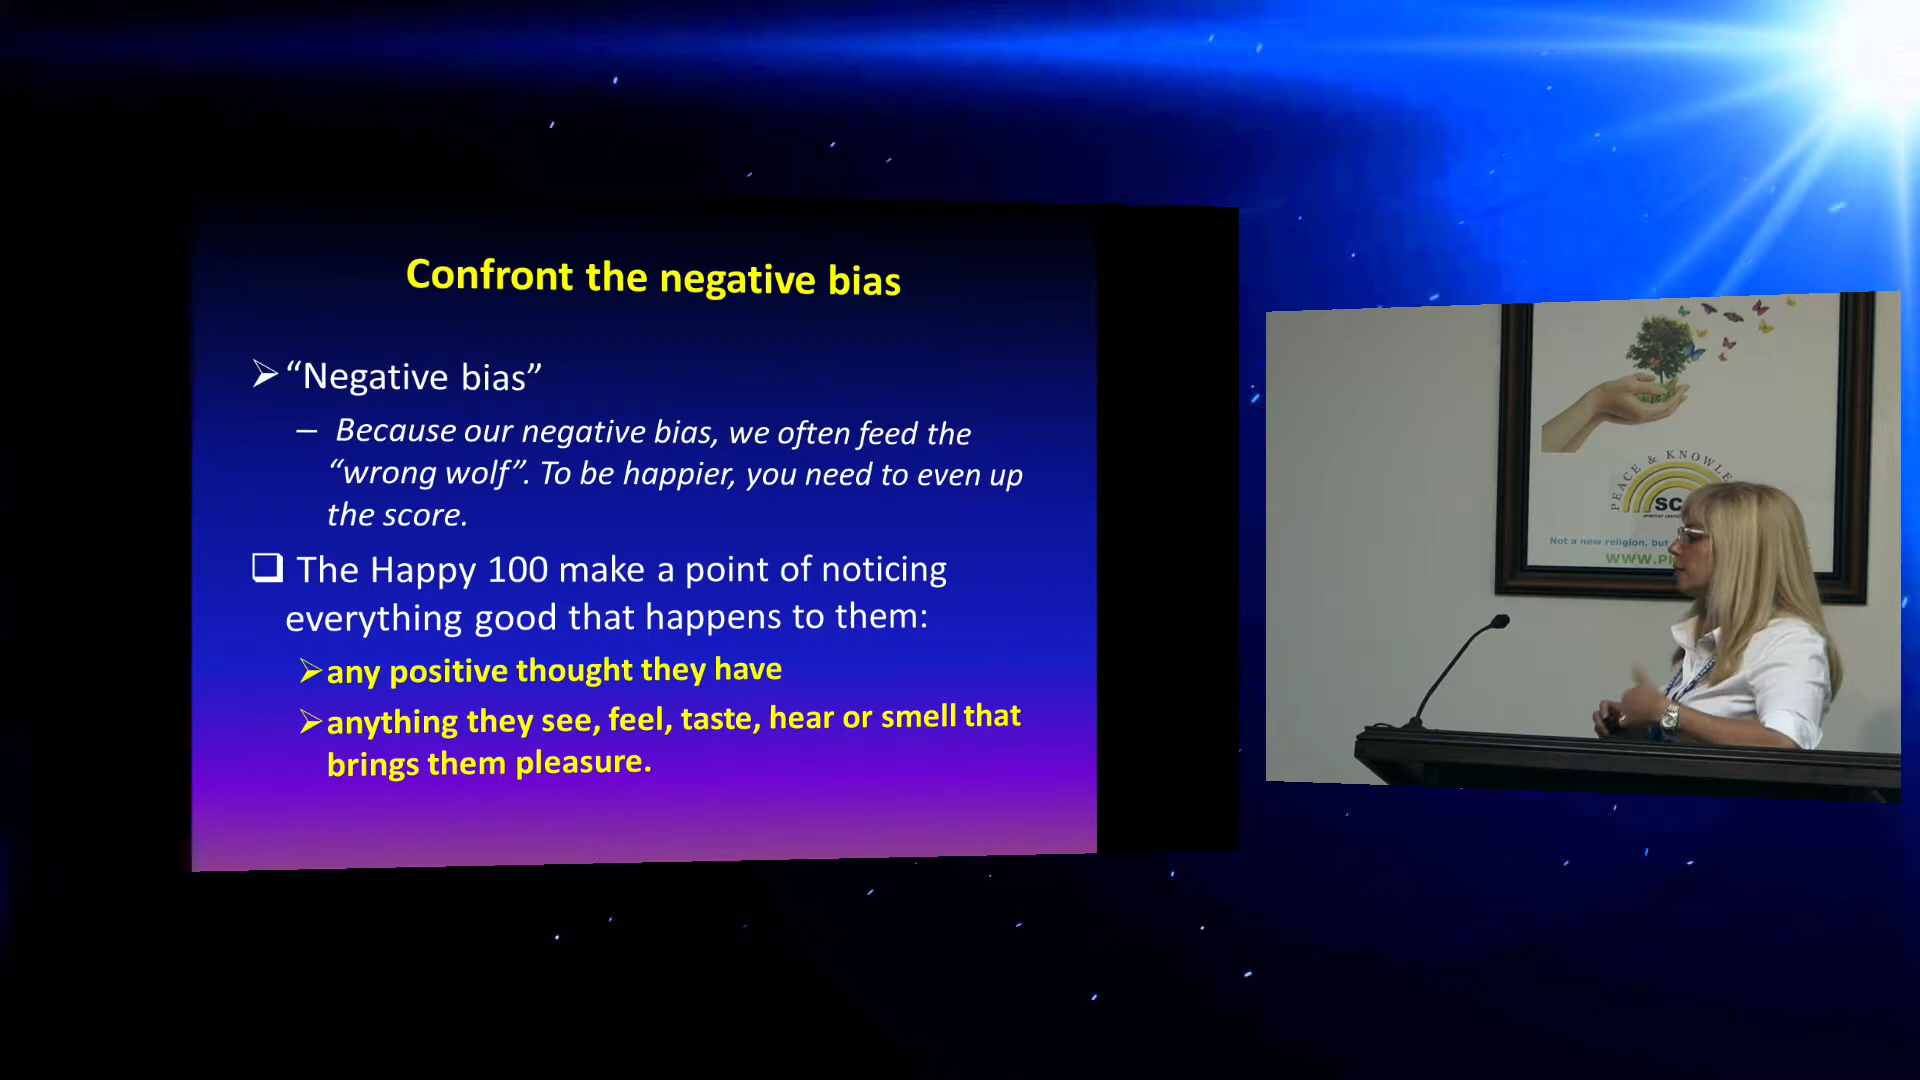 Confront the negative bias
“Negative bias”
– Because our negative bias, we often feed the
“wrong wolf”. To be happier, you need to even up
the score.
The Happy 100 make a point of noticing
everything good that happens to them:
any positive thought they have
anything they see, feel, taste, hear or smell that
brings them pleasure.
PEACE & KNOWL
SC
Not a new religion, but
WWW.P